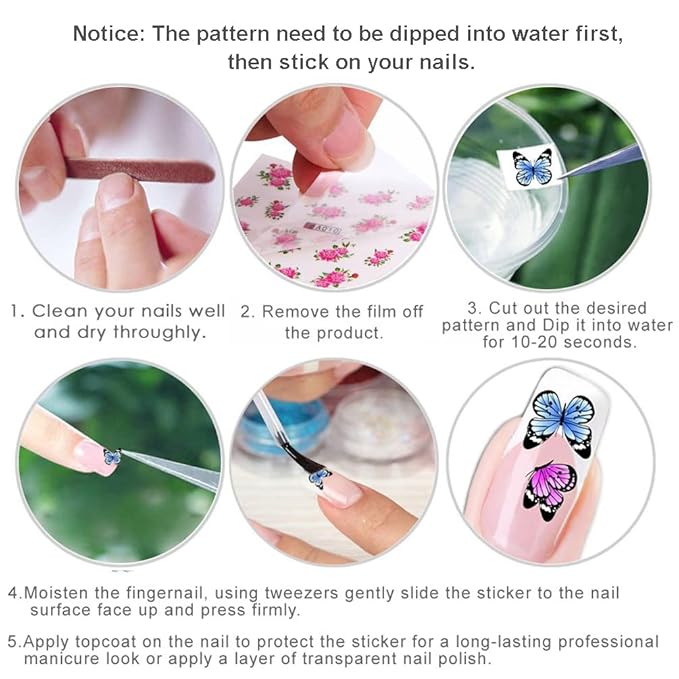 Notice: The pattern need to be dipped into water first,
then stick on your nails.
1. Clean your nails well
and dry throughly.
2. Remove the film off
the product.
3. Cut out the desired
pattern and Dip it into water
for 10-20 seconds.
4.Moisten the fingernail, using tweezers gently slide the sticker to the nail
surface face up and press firmly.
5.Apply topcoat on the nail to protect the sticker for a long-lasting professional
manicure look or apply a layer of transparent nail polish.